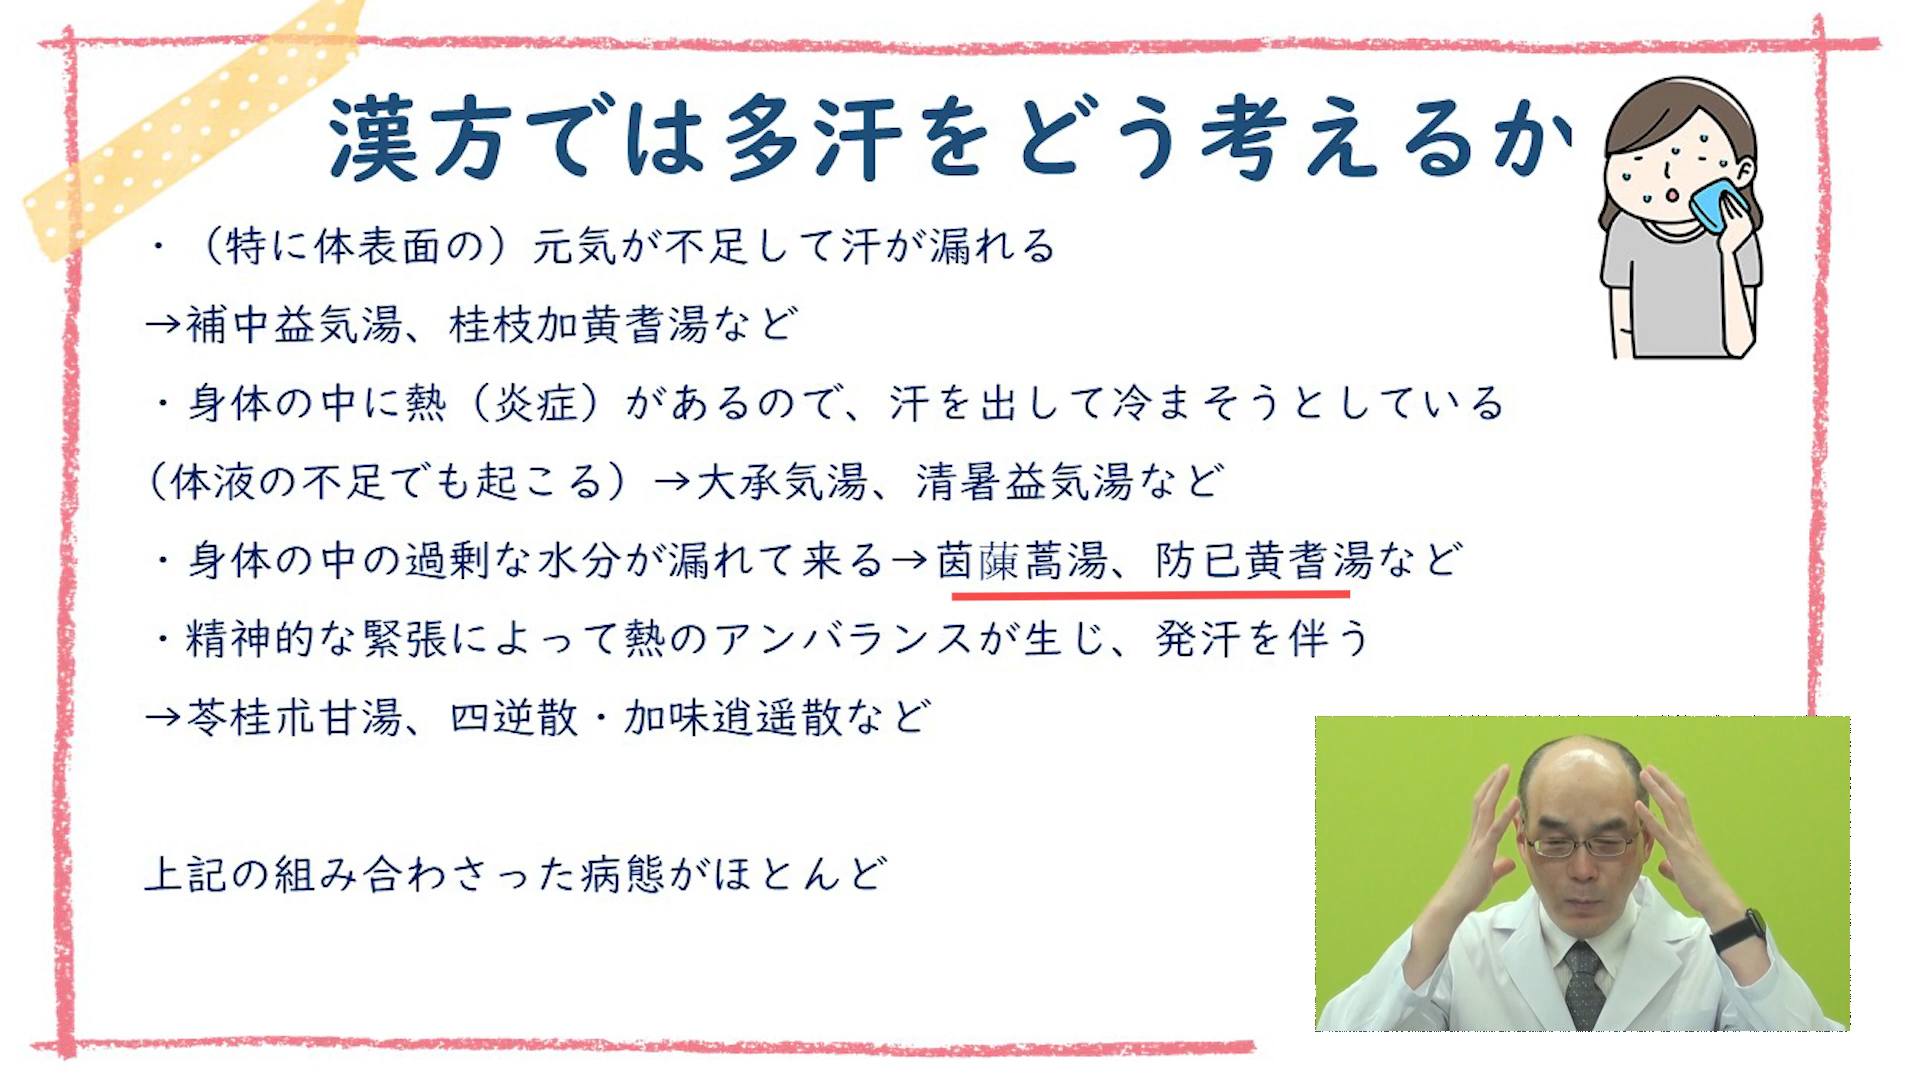 漢方では多汗をどう考えるか
・（特に体表面の）元気が不足して汗が漏れる
→補中益気湯、桂枝加黄耆湯など
・身体の中に熱（炎症）があるので、汗を出して冷まそうとしている
（体液の不足でも起こる）→大承気湯、清暑益気湯など
・身体の中の過剰な水分が漏れて来る→茵蔯蒿湯、防已黄耆湯など
・精神的な緊張によって熱のアンバランスが生じ、発汗を伴う
→苓桂朮甘湯、四逆散・加味逍遥散など
上記の組み合わさった病態がほとんど